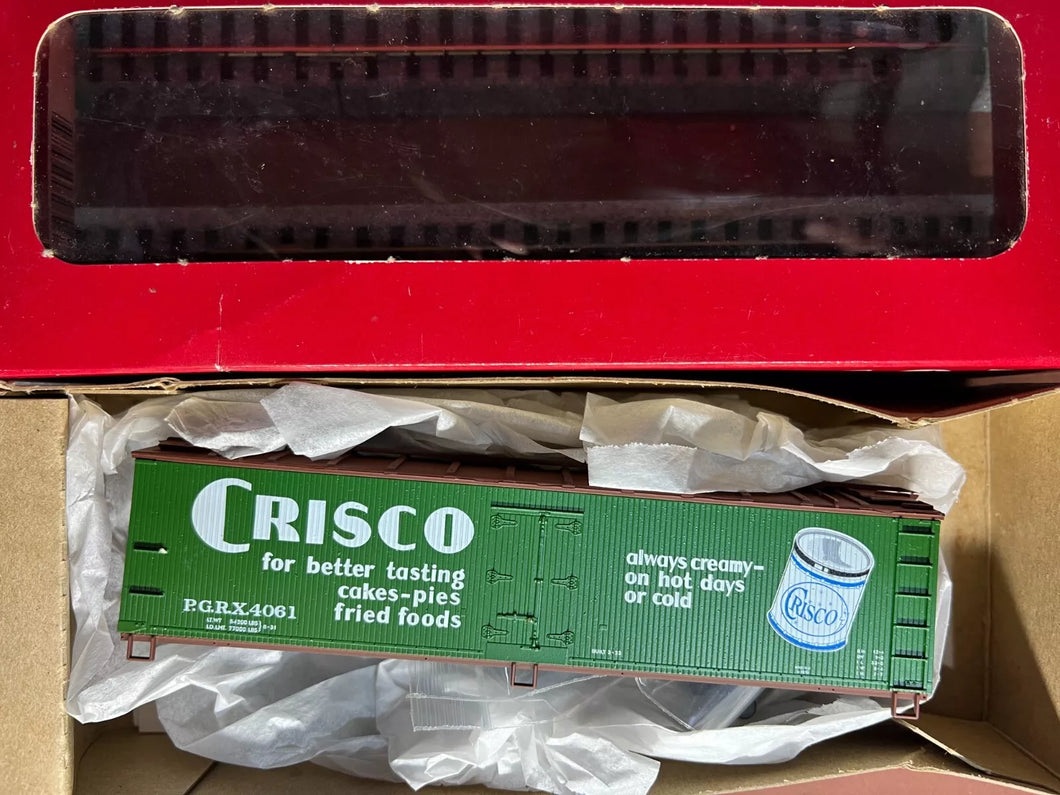 CRISCO
for better tasting
cakes-pies
fried foods
P.G.R.X.4061
always creamy-
on hot days
or cold
CRISCO